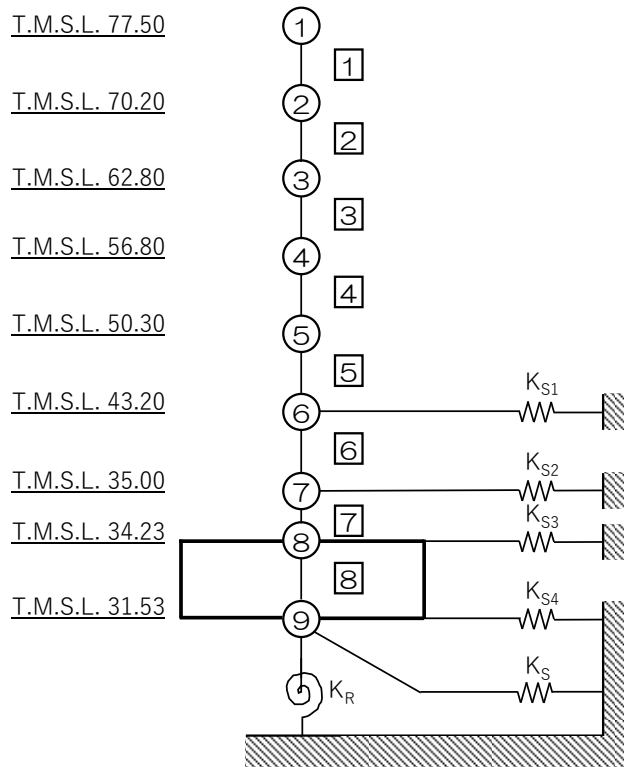 T.M.S.L. 77.50
1
1
T.M.S.L. 70.20
2
2
T.M.S.L. 62.80
3
3
T.M.S.L. 56.80
4
4
T.M.S.L. 50.30
5
5
T.M.S.L. 43.20
6
KS1
6
T.M.S.L. 35.00
7
KS2
7
T.M.S.L. 34.23
8
KS3
8
T.M.S.L. 31.53
9
KS4
KR
KS